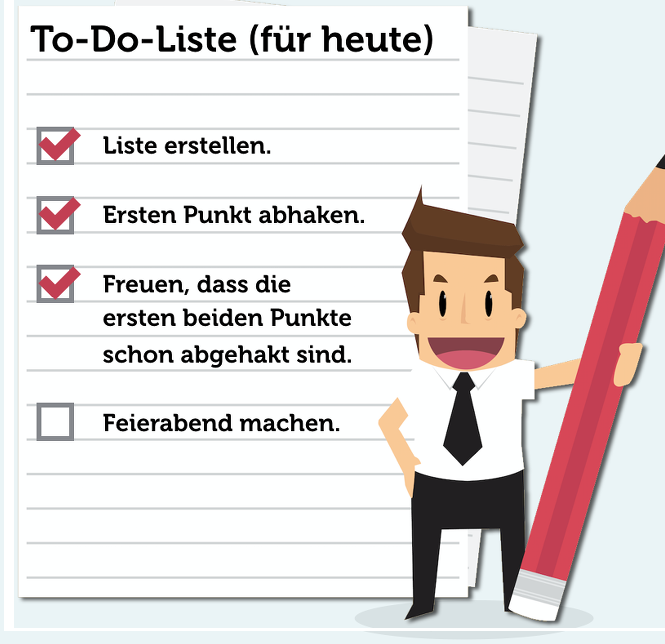 To-Do-Liste (für heute)
Liste erstellen.
Ersten Punkt abhaken.
Freuen, dass die
ersten beiden Punkte
schon abgehakt sind.
Feierabend machen.